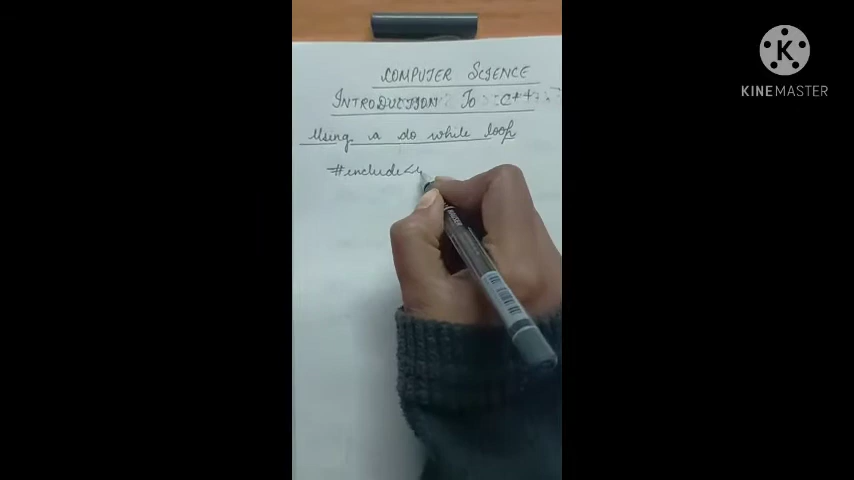 COMPUTER SCIENCE
INTRODUCTION TO C++
Using a do while loop
#include<i
K
KINEMASTER